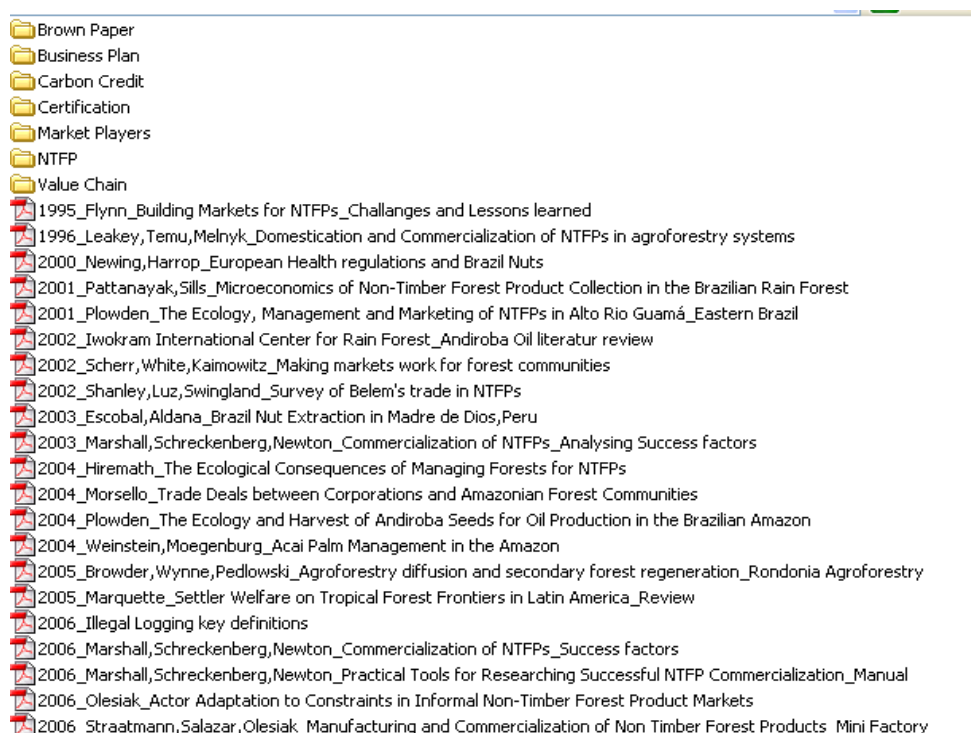 Brown Paper
Business Plan
Carbon Credit
Certification
Market Players
NTFP
Value Chain
1995_Flynn_Building Markets for NTFPs_Challanges and Lessons learned
1996_Leakey,Temu,Melnyk_Domestication and Commercialization of NTFPs in agroforestry systems
2000_Newing,Harrop_European Health regulations and Brazil Nuts
2001_Pattanayak,Sills_Microeconomics of Non-Timber Forest Product Collection in the Brazilian Rain Forest
2001_Plowden_The Ecology, Management and Marketing of NTFPs in Alto Rio Guamá_Eastern Brazil
2002_Iwokram International Center for Rain Forest_Andiroba Oil literatur review
2002_Scherr,White,Kaimowitz_Making markets work for forest communities
2002_Shanley,Luz,Swingland_Survey of Belem's trade in NTFPs
2003_Escobal,Aldana_Brazil Nut Extraction in Madre de Dios,Peru
2003_Marshall,Schreckenberg,Newton_Commercialization of NTFPs_Analysing Success factors
2004_Hiremath_The Ecological Consequences of Managing Forests for NTFPs
2004_Morsello_Trade Deals between Corporations and Amazonian Forest Communities
2004_Plowden_The Ecology and Harvest of Andiroba Seeds for Oil Production in the Brazilian Amazon
2004_Weinstein,Moegenburg_Acai Palm Management in the Amazon
2005_Browder,Wynne,Pedlowski_Agroforestry diffusion and secondary forest regeneration_Rondonia Agroforestry
2005_Marquette_Settler Welfare on Tropical Forest Frontiers in Latin America_Review
2006_Illegal Logging key definitions
2006_Marshall,Schreckenberg,Newton_Commercialization of NTFPs_Success factors
2006_Marshall,Schreckenberg,Newton_Practical Tools for Researching Successful NTFP Commercialization_Manual
2006_Olesiak_Actor Adaptation to Constraints in Informal Non-Timber Forest Product Markets
2006_Straatmann,Salazar,Olesiak_Manufacturing and Commercialization of Non Timber Forest Products_Mini Factory